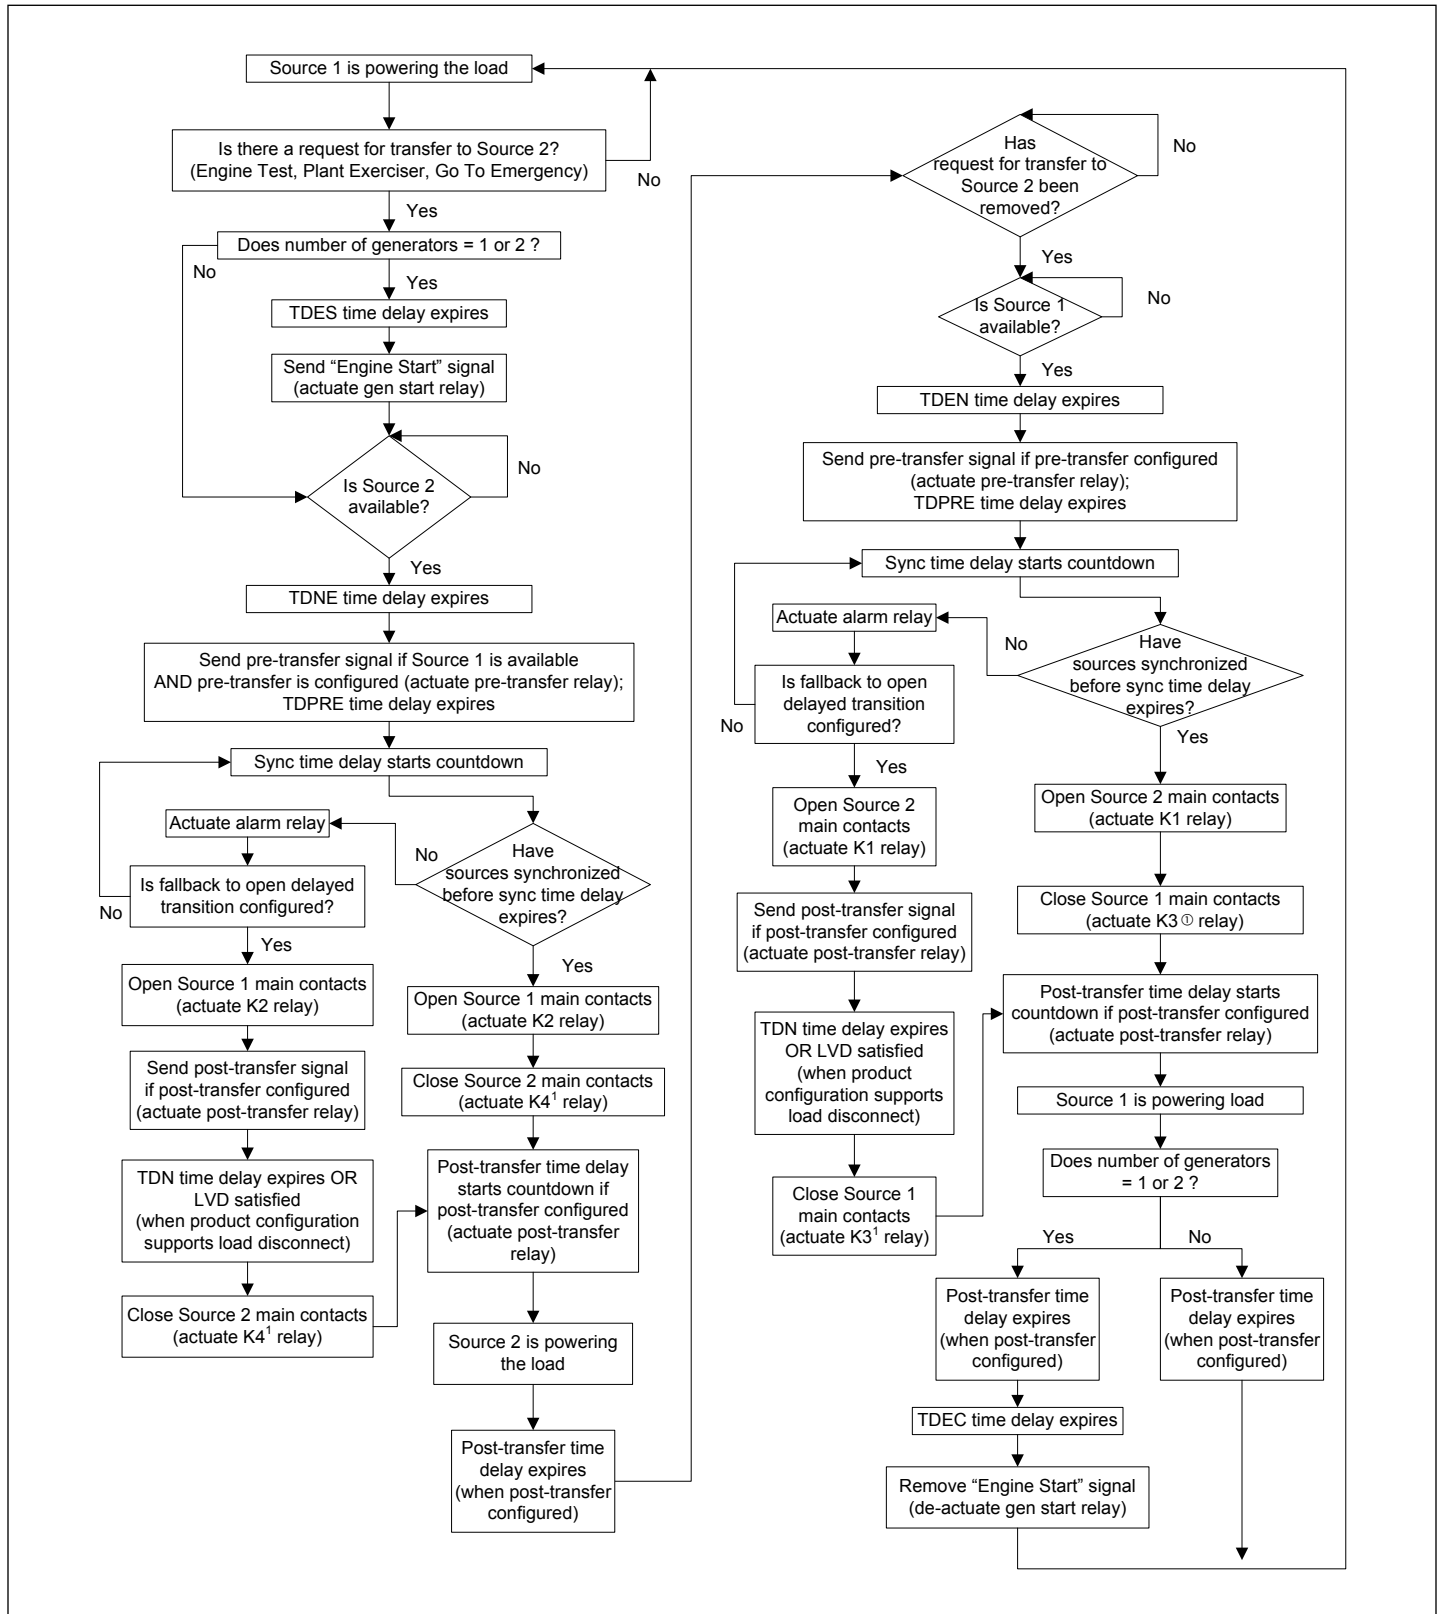 Source 1 is powering the load
Is there a request for transfer to Source 2?
(Engine Test, Plant Exerciser, Go To Emergency)
No
Yes
Does number of generators = 1 or 2 ?
No
Yes
TDES time delay expires
Send “Engine Start” signal
(actuate gen start relay)
No
Is Source 2
available?
Yes
TDNE time delay expires
Send pre-transfer signal if Source 1 is available
AND pre-transfer is configured (actuate pre-transfer relay);
TDPRE time delay expires
Sync time delay starts countdown
Actuate alarm relay
No
Have
sources synchronized
before sync time delay
expires?
Is fallback to open delayed
transition configured?
No
Yes
Open Source 1 main contacts
(actuate K2 relay)
Send post-transfer signal
if post-transfer configured
(actuate post-transfer relay)
TDN time delay expires OR
LVD satisfied
(when product configuration
supports load disconnect)
Close Source 2 main contacts
(actuate K4¹ relay)
Yes
Open Source 1 main contacts
(actuate K2 relay)
Close Source 2 main contacts
(actuate K4¹ relay)
Post-transfer time delay
starts countdown if
post-transfer configured
(actuate post-transfer
relay)
Source 2 is powering
the load
Post-transfer time
delay expires
(when post-transfer
configured)
Has
request for transfer to
Source 2 been
removed?
No
Yes
Is Source 1
available?
No
Yes
TDEN time delay expires
Send pre-transfer signal if pre-transfer configured
(actuate pre-transfer relay);
TDPRE time delay expires
Sync time delay starts countdown
Actuate alarm relay
No
Have
sources synchronized
before sync time delay
expires?
Is fallback to open
delayed transition
configured?
No
Yes
Open Source 2
main contacts
(actuate K1 relay)
Send post-transfer signal
if post-transfer configured
(actuate post-transfer relay)
TDN time delay expires
OR LVD satisfied
(when product
configuration supports
load disconnect)
Close Source 1
main contacts
(actuate K3¹ relay)
Yes
Open Source 2 main contacts
(actuate K1 relay)
Close Source 1 main contacts
(actuate K3 ① relay)
Post-transfer time delay starts
countdown if post-transfer configured
(actuate post-transfer relay)
Source 1 is powering load
Does number of generators
= 1 or 2 ?
Yes
No
Post-transfer time
delay expires
(when post-transfer
configured)
Post-transfer time
delay expires
(when post-transfer
configured)
TDEC time delay expires
Remove “Engine Start” signal
(de-actuate gen start relay)